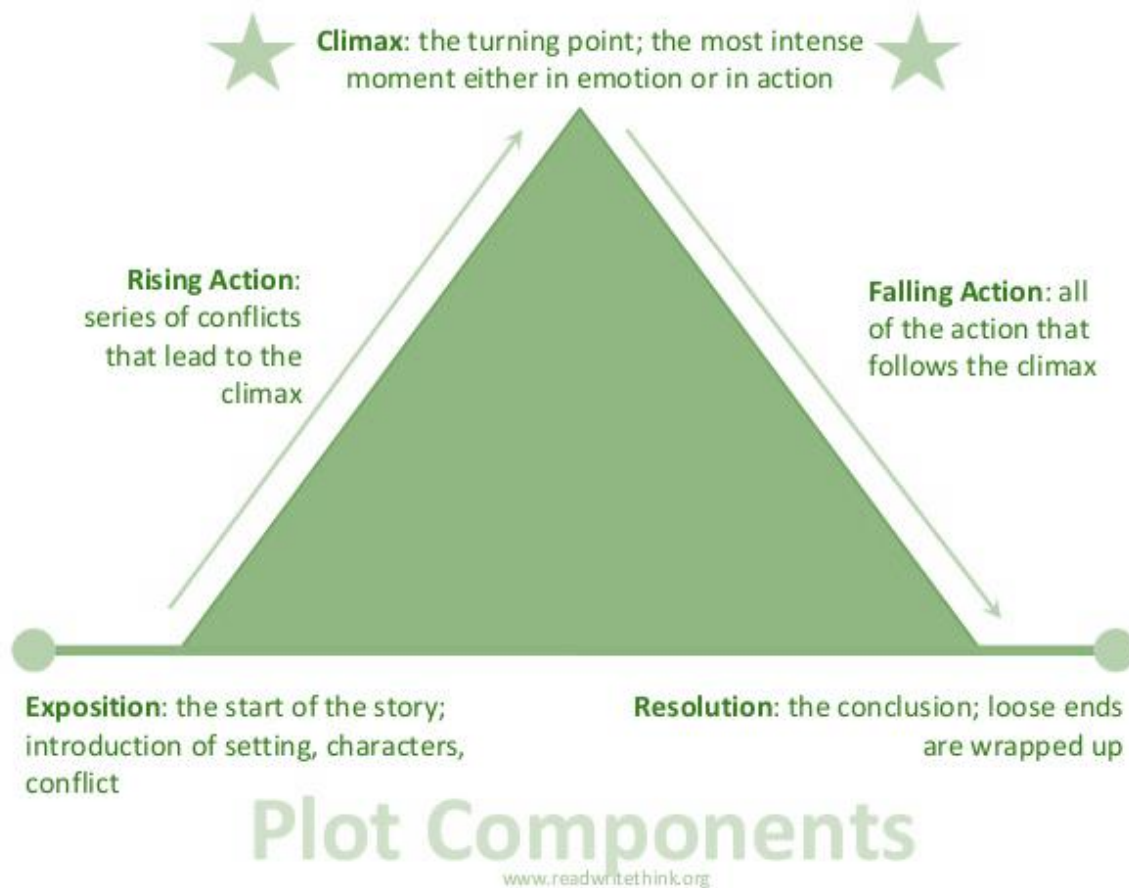 Climax: the turning point; the most intense
moment either in emotion or in action
Rising Action:
series of conflicts
that lead to the
climax
Falling Action: all
of the action that
follows the climax
Exposition: the start of the story;
introduction of setting, characters,
conflict
Resolution: the conclusion; loose ends
are wrapped up
Plot Components
www.readwritethink.org